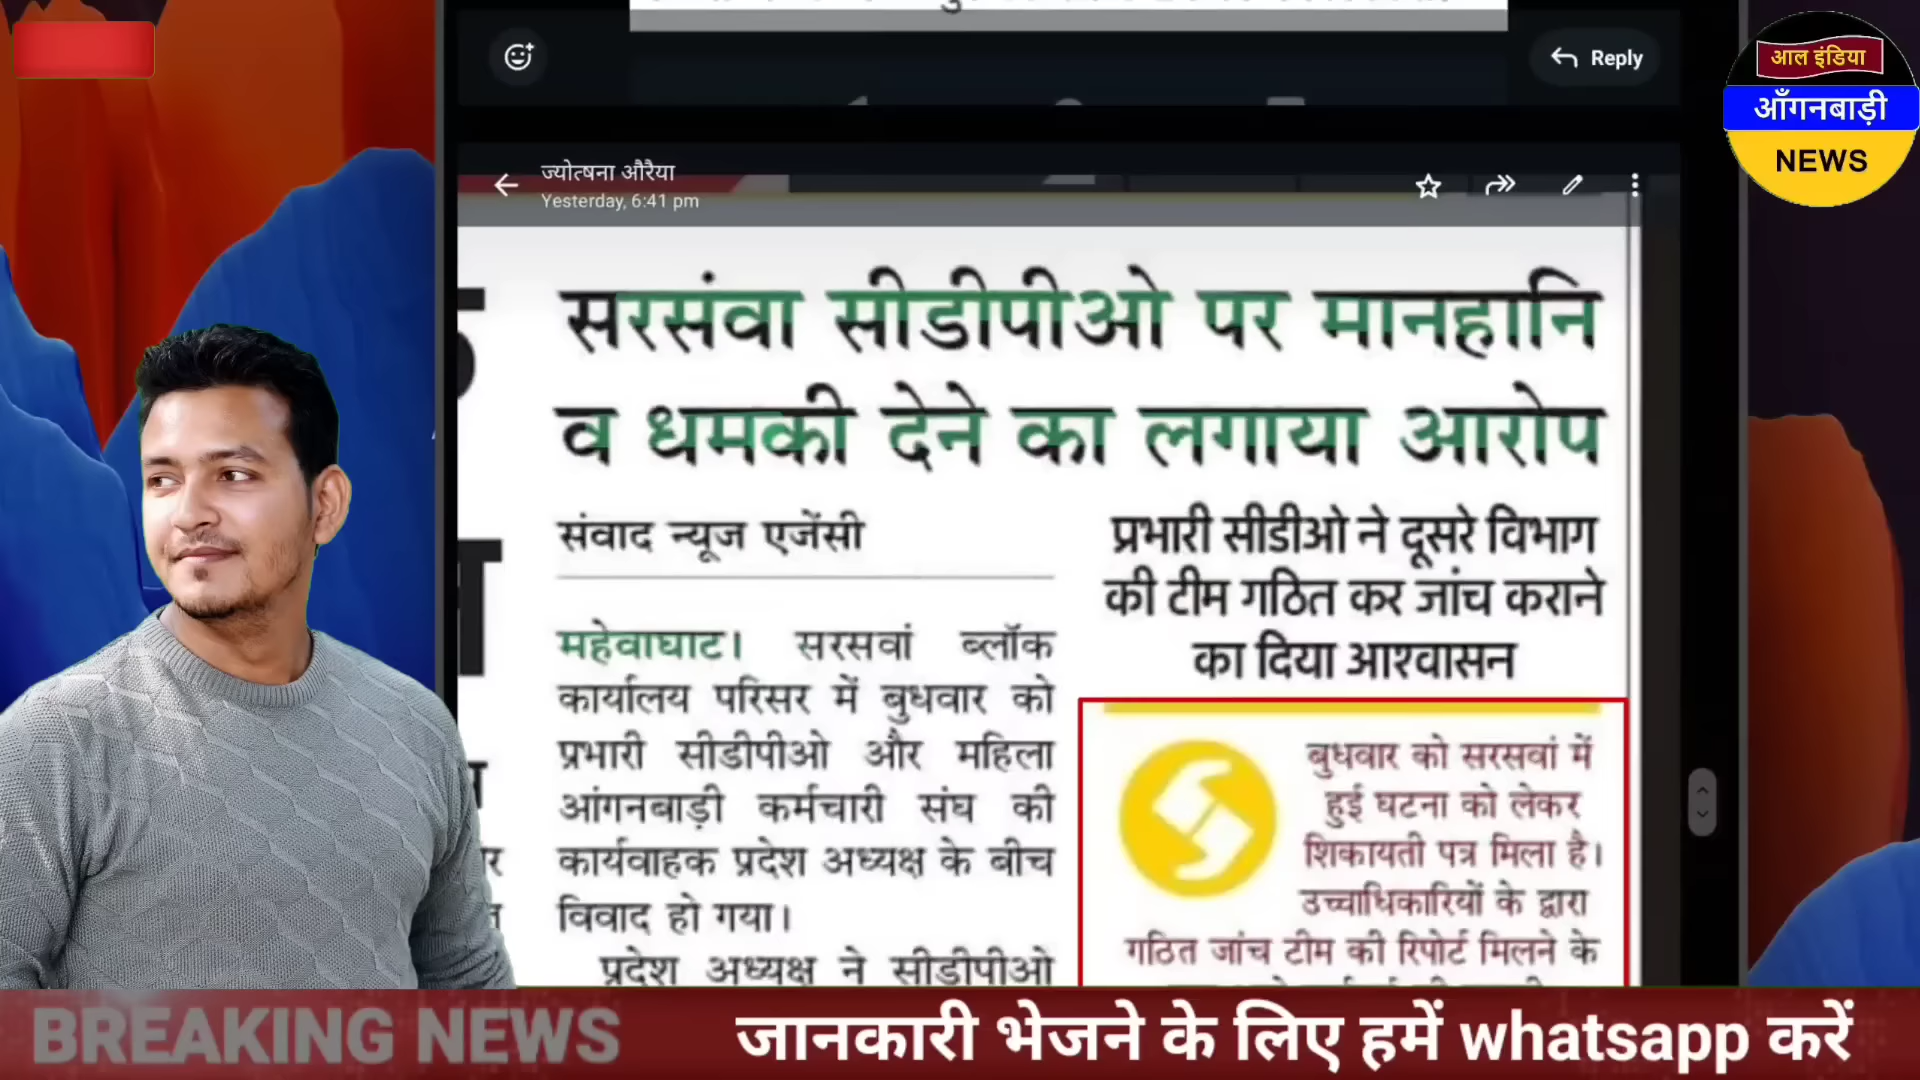 Reply
आल इंडिया
आँगनबाड़ी
NEWS
ज्योत्षना औरैया
Yesterday, 6:41 pm
सरसंवा सीडीपीओ पर मानहानि
व धमकी देने का लगाया आरोप
संवाद न्यूज एजेंसी
महेवाघाट। सरसवां ब्लॉक
कार्यालय परिसर में बुधवार को
प्रभारी सीडीपीओ और महिला
आंगनबाड़ी कर्मचारी संघ की
कार्यवाहक प्रदेश अध्यक्ष के बीच
विवाद हो गया।
प्रदेश अध्यक्ष ने सीडीपीओ
प्रभारी सीडीओ ने दूसरे विभाग
की टीम गठित कर जांच कराने
का दिया आश्वासन
बुधवार को सरसवां में
हुई घटना को लेकर
शिकायती पत्र मिला है।
उच्चाधिकारियों के द्वारा
गठित जांच टीम की रिपोर्ट मिलने के
BREAKING NEWS
जानकारी भेजने के लिए हमें whatsapp करें